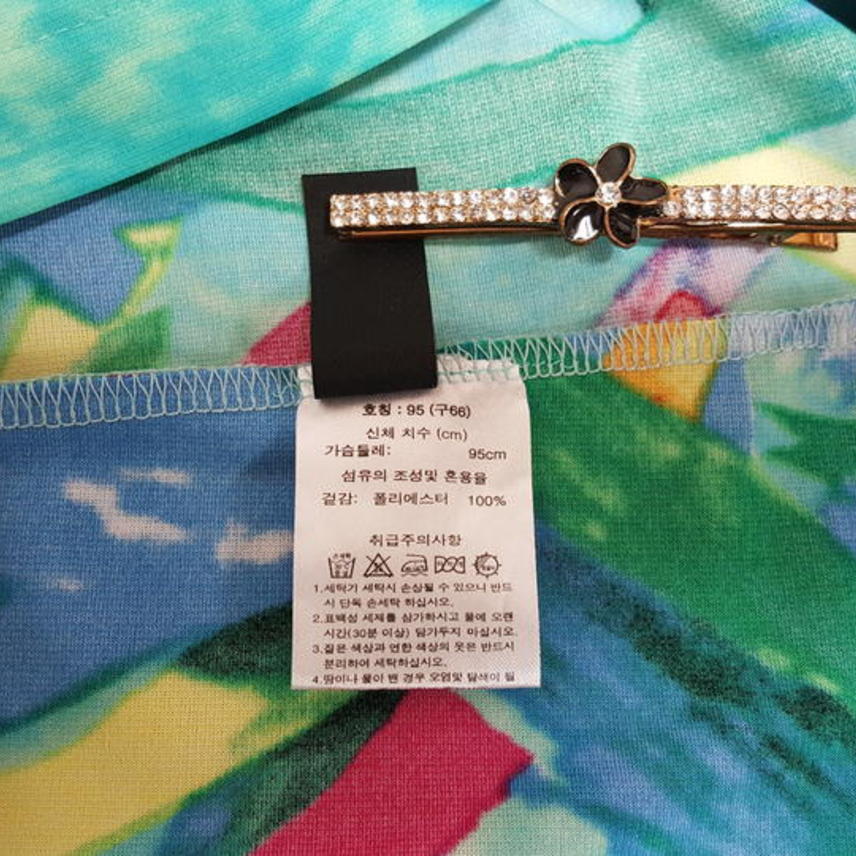 호칭 : 95 (구66)
신체 치수 (cm)
가슴둘레: 95cm
섬유의 조성및 혼용율
겉감: 폴리에스터 100%
취급주의사항
손세탁
1.세탁기 세탁시 손상될 수 있으니 반드
시 단독 손세탁 하십시오.
2.표백성 세제를 삼가하시고 물에 오랜
시간(30분 이상) 담가두지 마십시오.
3.짙은 색상과 연한 색상의 옷은 반드시
분리하여 세탁하십시오.
4.땀이나 물이 밴 경우 오염및 탈색이 될